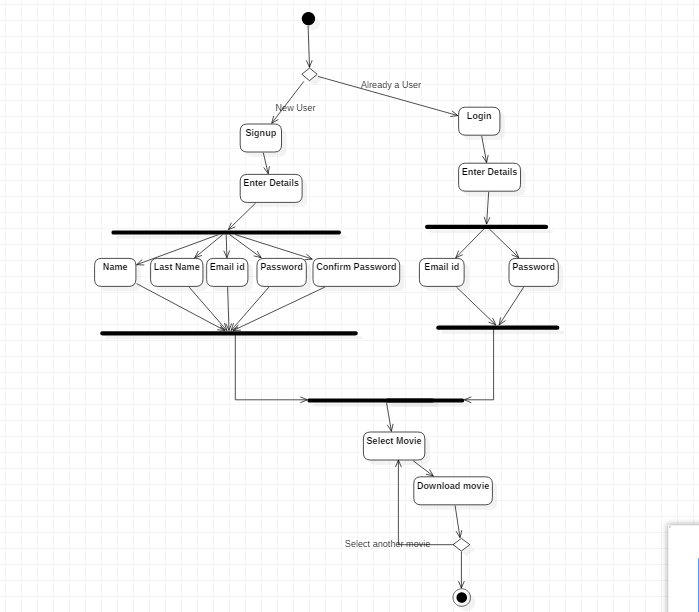 Already a User
New User
Login
Signup
Enter Details
Enter Details
Name
Last Name
Email id
Password
Confirm Password
Email id
Password
Select Movie
Download movie
Select another movie